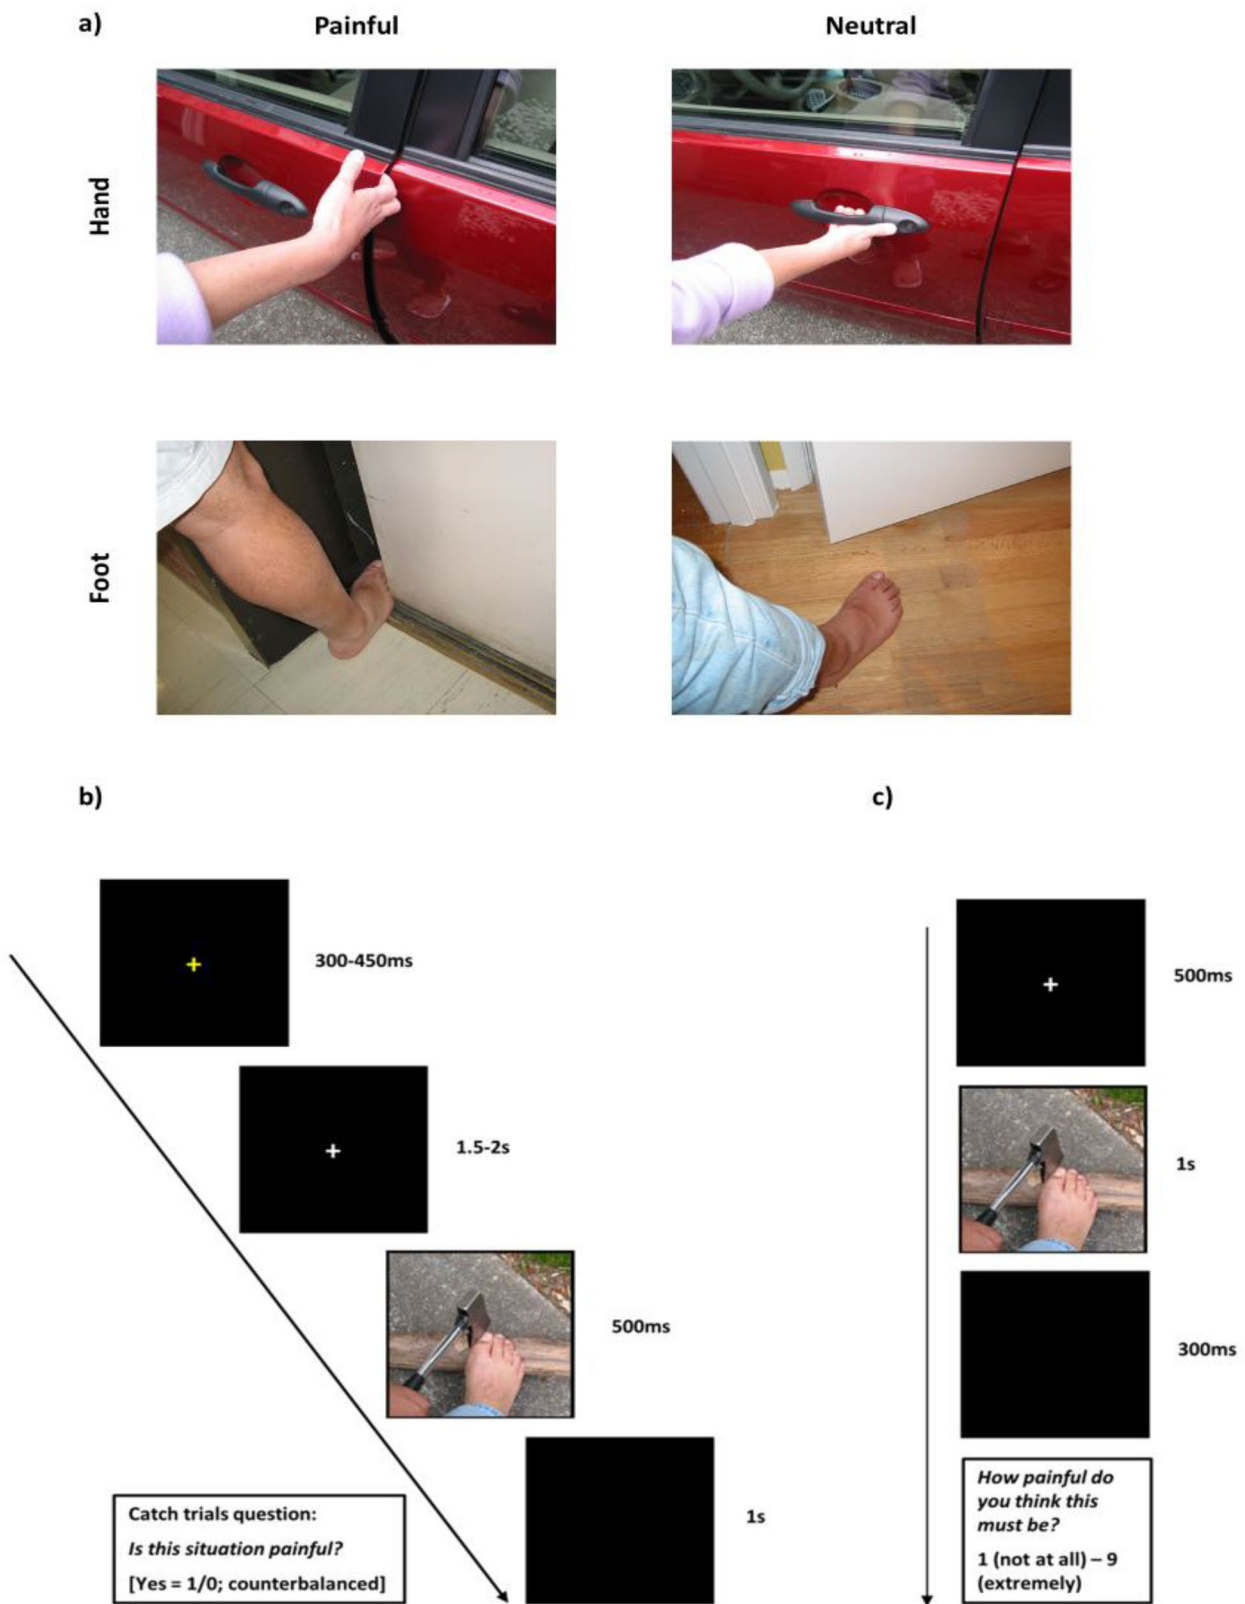 a)
Painful
Neutral
Hand
Foot
b)
300-450ms
1.5-2s
500ms
1s
Catch trials question:
Is this situation painful?
[Yes = 1/0; counterbalanced]
c)
500ms
1s
300ms
How painful do
you think this
must be?
1 (not at all) – 9
(extremely)